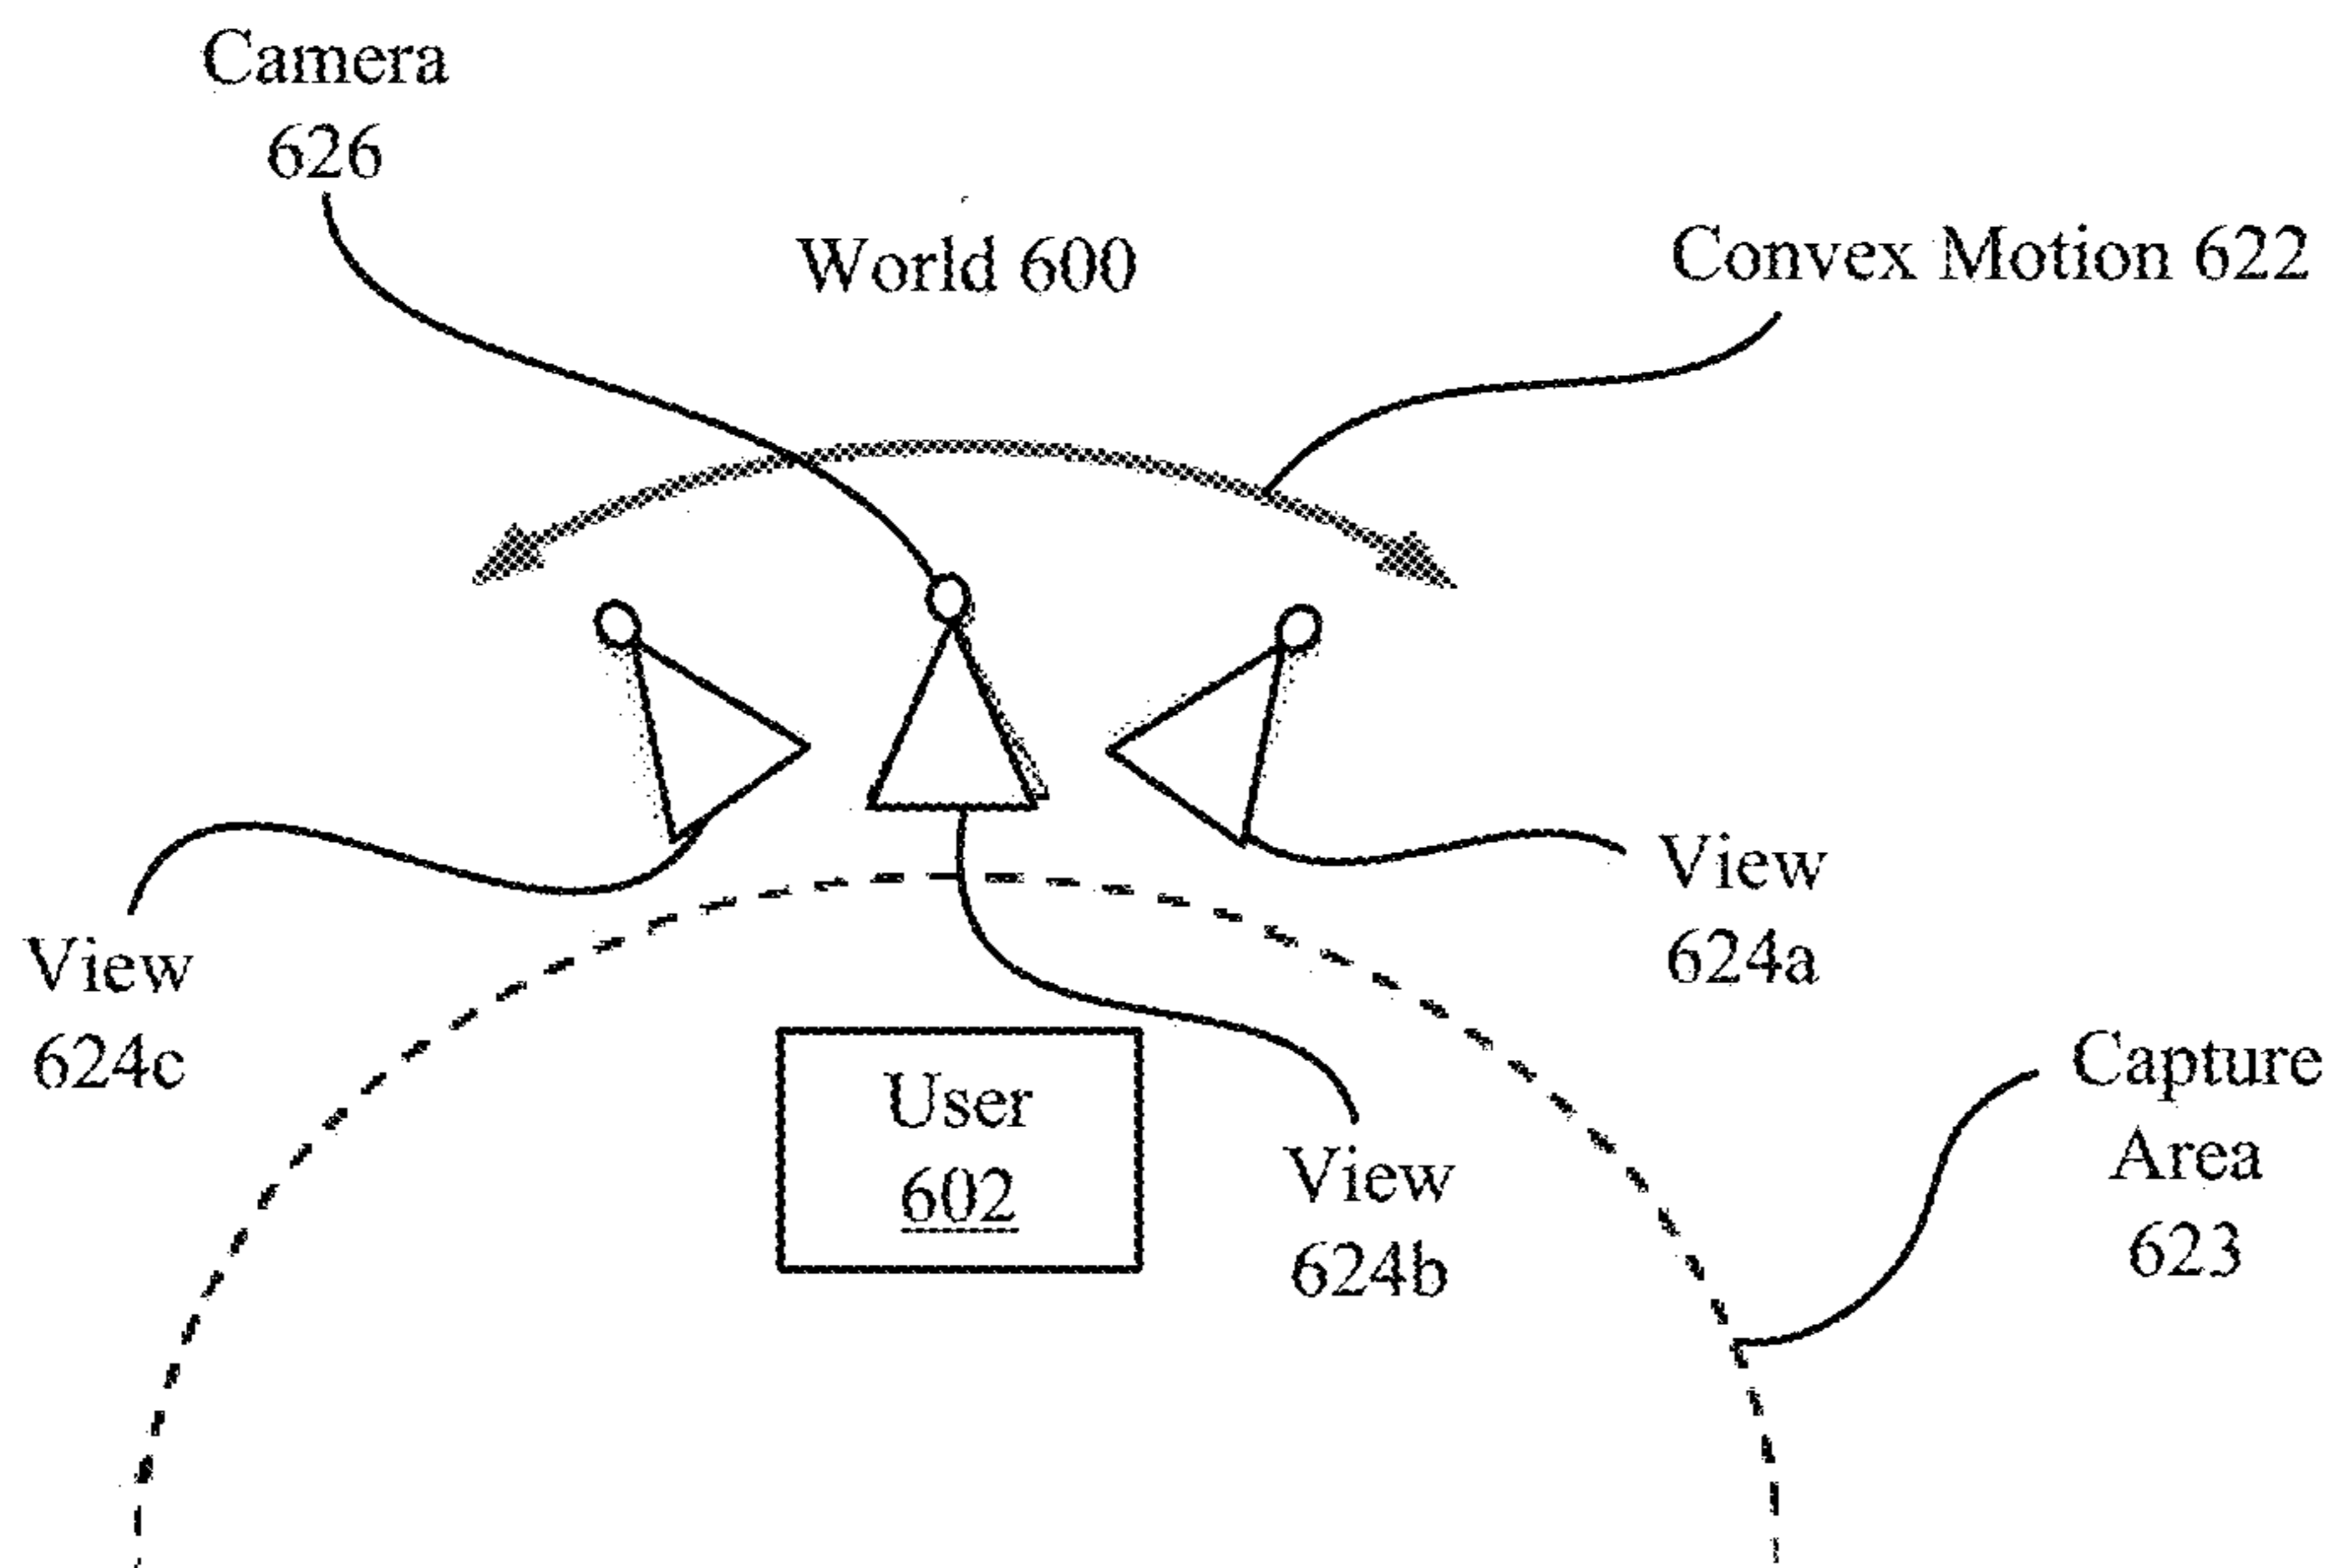 Camera
626
World 600
Convex Motion 622
View
624a
View
624c
Capture
Area
623
User
602
View
624b